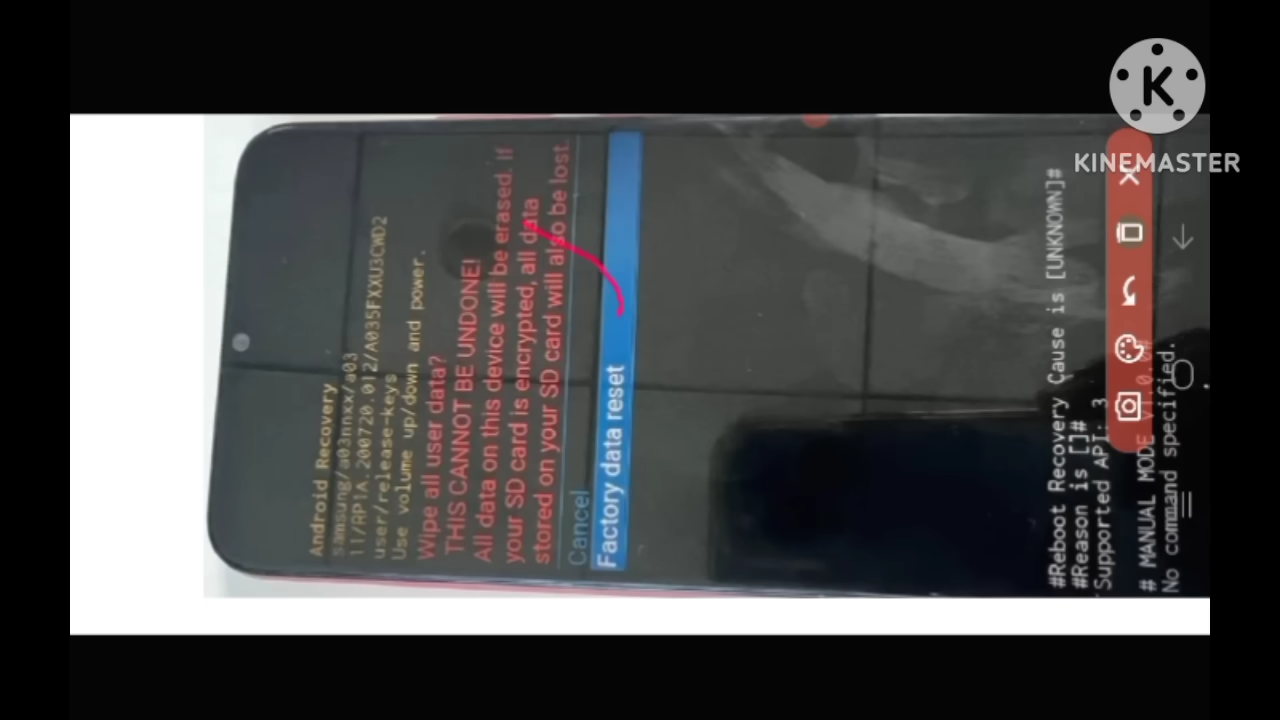 Android Recovery
samsung/a03nnxx/a03
11/RP1A.200720.012/A035FXXU3CWD2
user/release-keys
Use volume up/down and power.
Wipe all user data?
THIS CANNOT BE UNDONE!
All data on this device will be erased. If
your SD card is encrypted, all data
stored on your SD card will also be lost.
Cancel
Factory data reset
#Reboot Recovery Cause is [UNKNOWN]#
#Reason is []#
Supported API: 3
# MANUAL MODE v1.0.0#
No command specified.
K
KINEMASTER